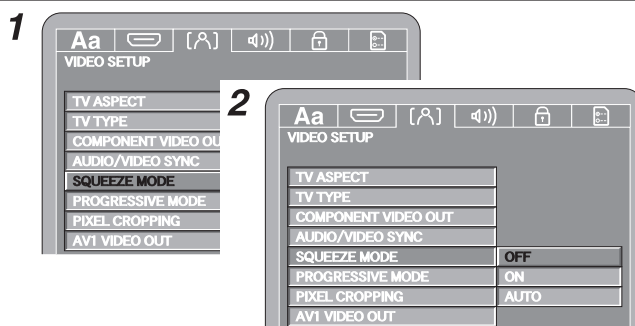 1
Aa
VIDEO SETUP
TV ASPECT
TV TYPE
COMPONENT VIDEO OU
AUDIO/VIDEO SYNC
SQUEEZE MODE
PROGRESSIVE MODE
PIXEL CROPPING
AV1 VIDEO OUT
2
Aa
VIDEO SETUP
TV ASPECT
TV TYPE
COMPONENT VIDEO OUT
AUDIO/VIDEO SYNC
SQUEEZE MODE OFF
PROGRESSIVE MODE ON
PIXEL CROPPING AUTO
AV1 VIDEO OUT